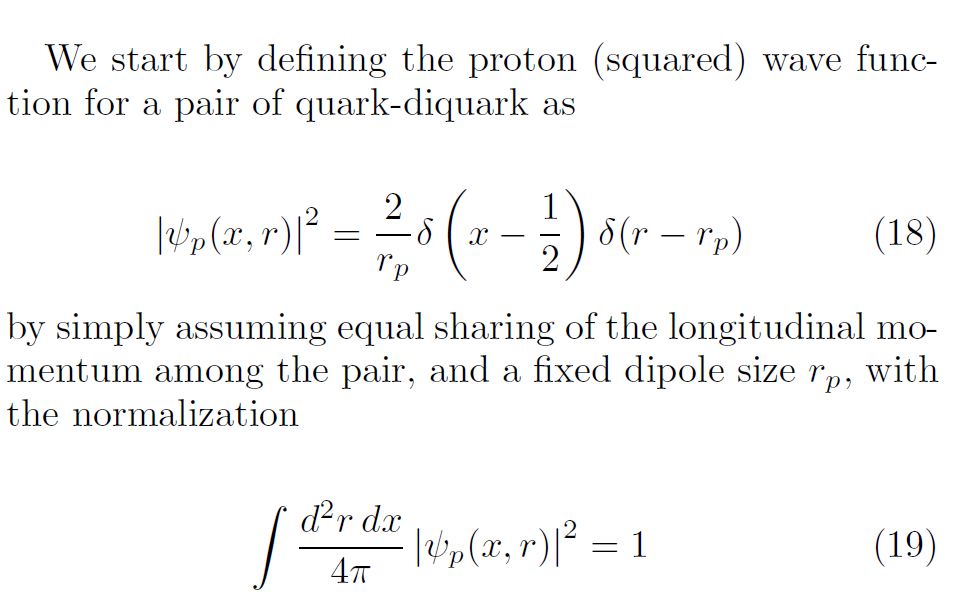 We start by defining the proton (squared) wave func-
tion for a pair of quark-diquark as
|ψ_p(x, r)|² = \frac{2}{r_p} δ(x − \frac{1}{2}) δ(r − r_p) (18)
by simply assuming equal sharing of the longitudinal mo-
mentum among the pair, and a fixed dipole size r_p, with
the normalization
∫ \frac{d²r dx}{4π} |ψ_p(x, r)|² = 1 (19)